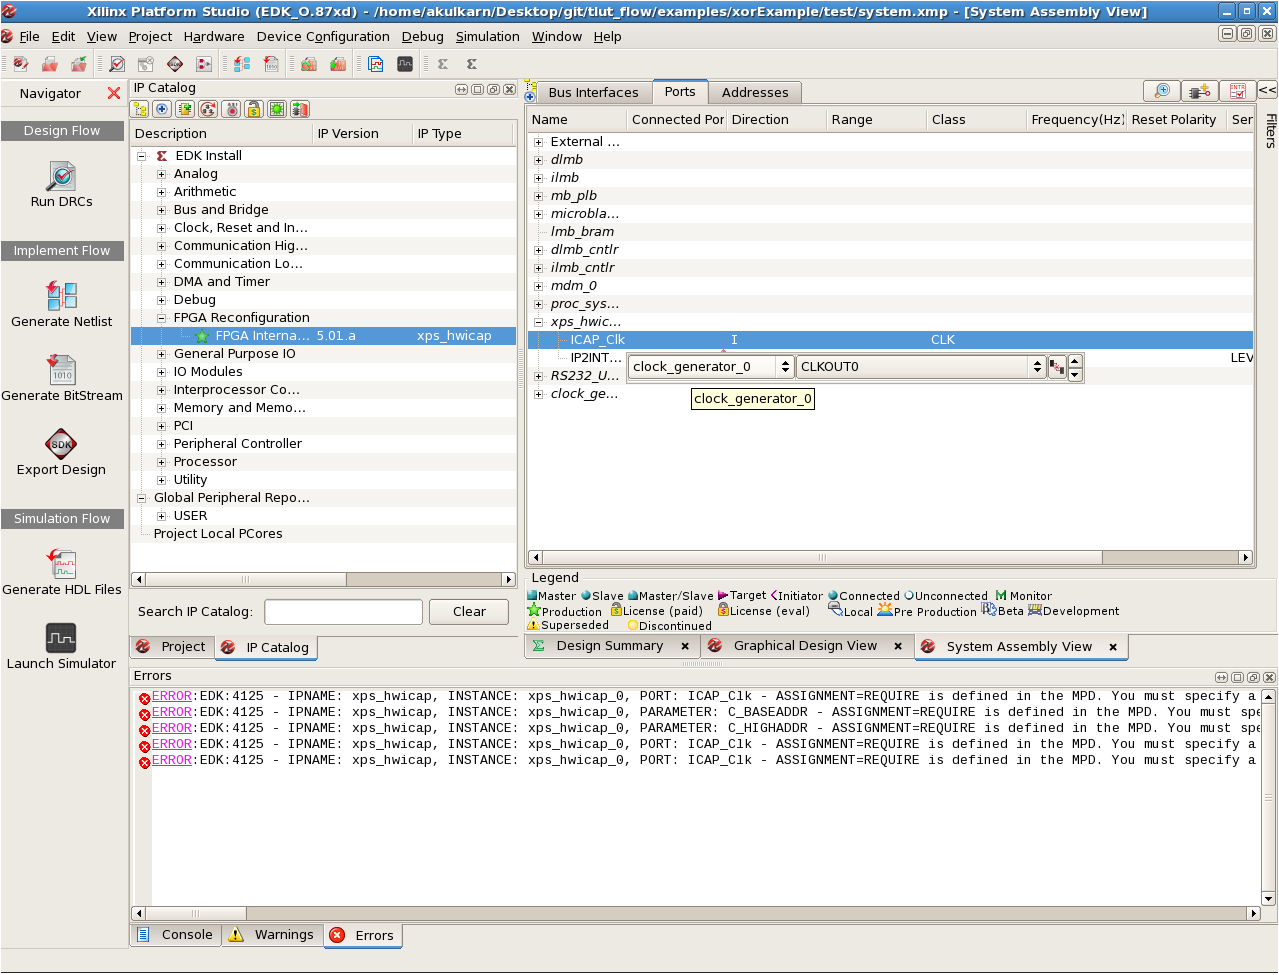 Xilinx Platform Studio (EDK_O.87xd) - /home/akulkarn/Desktop/git/tlut_flow/examples/xorExample/test/system.xmp - [System Assembly View]
File Edit View Project Hardware Device Configuration Debug Simulation Window Help
Navigator
Design Flow
Run DRCs
Implement Flow
Generate Netlist
Generate BitStream
SDK
Export Design
Simulation Flow
Generate HDL Files
Launch Simulator
IP Catalog
Description IP Version IP Type
EDK Install
Analog
Arithmetic
Bus and Bridge
Clock, Reset and In...
Communication Hig...
Communication Lo...
DMA and Timer
Debug
FPGA Reconfiguration
FPGA Interna... 5.01.a xps_hwicap
General Purpose IO
IO Modules
Interprocessor Co...
Memory and Memo...
PCI
Peripheral Controller
Processor
Utility
Global Peripheral Repo...
USER
Project Local PCores
Search IP Catalog: Clear
Project IP Catalog
Bus Interfaces Ports Addresses
<<
Filters
Name Connected Por Direction Range Class Frequency(Hz) Reset Polarity Ser
External ...
dlmb
ilmb
mb_plb
microbla...
lmb_bram
dlmb_cntlr
ilmb_cntlr
mdm_0
proc_sys...
xps_hwic...
ICAP_Clk I CLK
IP2INT... LEV
clock_generator_0 CLKOUT0
RS232_U...
clock_ge...
clock_generator_0
Legend
Master Slave Master/Slave Target Initiator Connected Unconnected M Monitor
Production License (paid) License (eval) Local Pre Production Beta Development
Superseded Discontinued
Design Summary Graphical Design View System Assembly View
Errors
ERROR:EDK:4125 - IPNAME: xps_hwicap, INSTANCE: xps_hwicap_0, PORT: ICAP_Clk - ASSIGNMENT=REQUIRE is defined in the MPD. You must specify a
ERROR:EDK:4125 - IPNAME: xps_hwicap, INSTANCE: xps_hwicap_0, PARAMETER: C_BASEADDR - ASSIGNMENT=REQUIRE is defined in the MPD. You must spe
ERROR:EDK:4125 - IPNAME: xps_hwicap, INSTANCE: xps_hwicap_0, PARAMETER: C_HIGHADDR - ASSIGNMENT=REQUIRE is defined in the MPD. You must spe
ERROR:EDK:4125 - IPNAME: xps_hwicap, INSTANCE: xps_hwicap_0, PORT: ICAP_Clk - ASSIGNMENT=REQUIRE is defined in the MPD. You must specify a
ERROR:EDK:4125 - IPNAME: xps_hwicap, INSTANCE: xps_hwicap_0, PORT: ICAP_Clk - ASSIGNMENT=REQUIRE is defined in the MPD. You must specify a
Console Warnings Errors